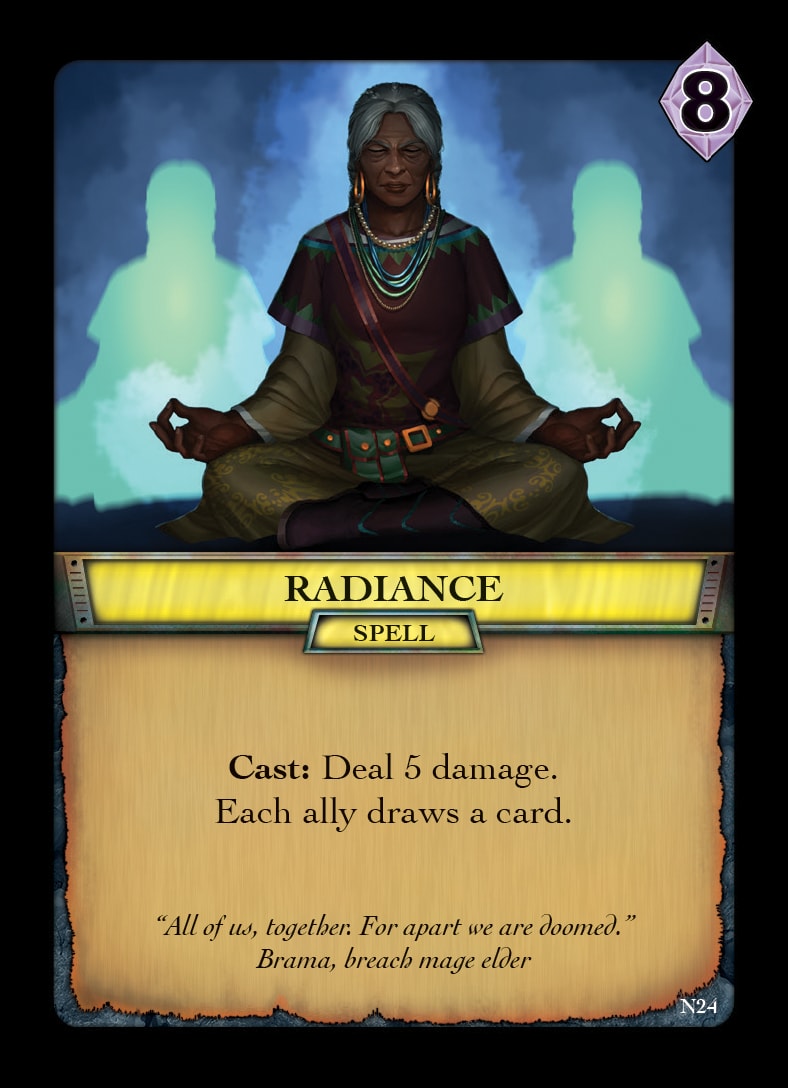 8
RADIANCE
SPELL
Cast: Deal 5 damage.
Each ally draws a card.
“All of us, together. For apart we are doomed.”
Brama, breach mage elder
N24